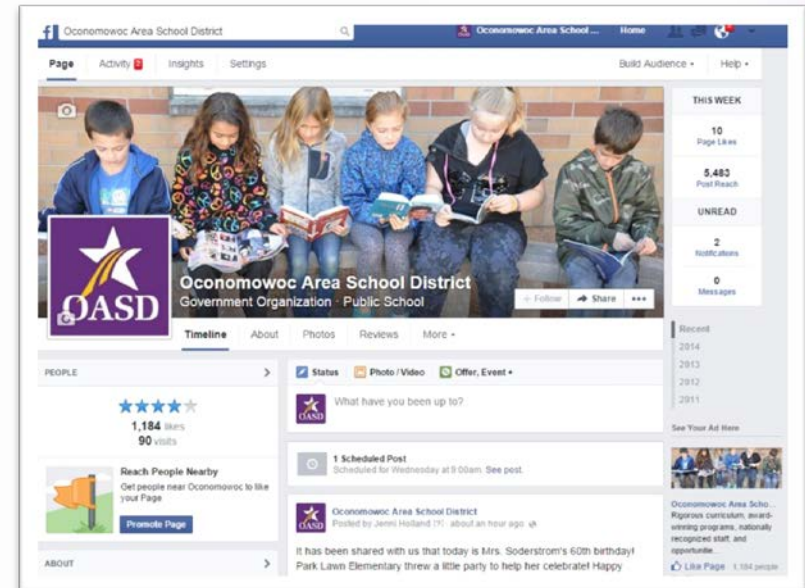 Oconomowoc Area School District
Oconomowoc Area School ... Home
Page Activity 2 Insights Settings Build Audience Help
THIS WEEK
10
Page Likes
5,463
Post Reach
UNREAD
2
Notifications
0
Messages
OASD
Oconomowoc Area School District
Government Organization · Public School
+ Follow Share •••
Timeline About Photos Reviews More
Recent
2014
2013
2012
2011
PEOPLE
1,184 likes
90 visits
Reach People Nearby
Get people near Oconomowoc to like
your Page
Promote Page
ABOUT
Status Photo / Video Offer, Event
OASD
What have you been up to?
1 Scheduled Post
Scheduled for Wednesday at 9:00am. See post.
OASD
Oconomowoc Area School District
Posted by Jenni Holland [?] · about an hour ago
It has been shared with us that today is Mrs. Soderstrom's 60th birthday!
Park Lawn Elementary threw a little party to help her celebrate! Happy
See Your Ad Here
Oconomowoc Area Scho...
Rigorous curriculum, award-
winning programs, nationally
recognized staff, and
opportunitie...
Like Page 1,184 people